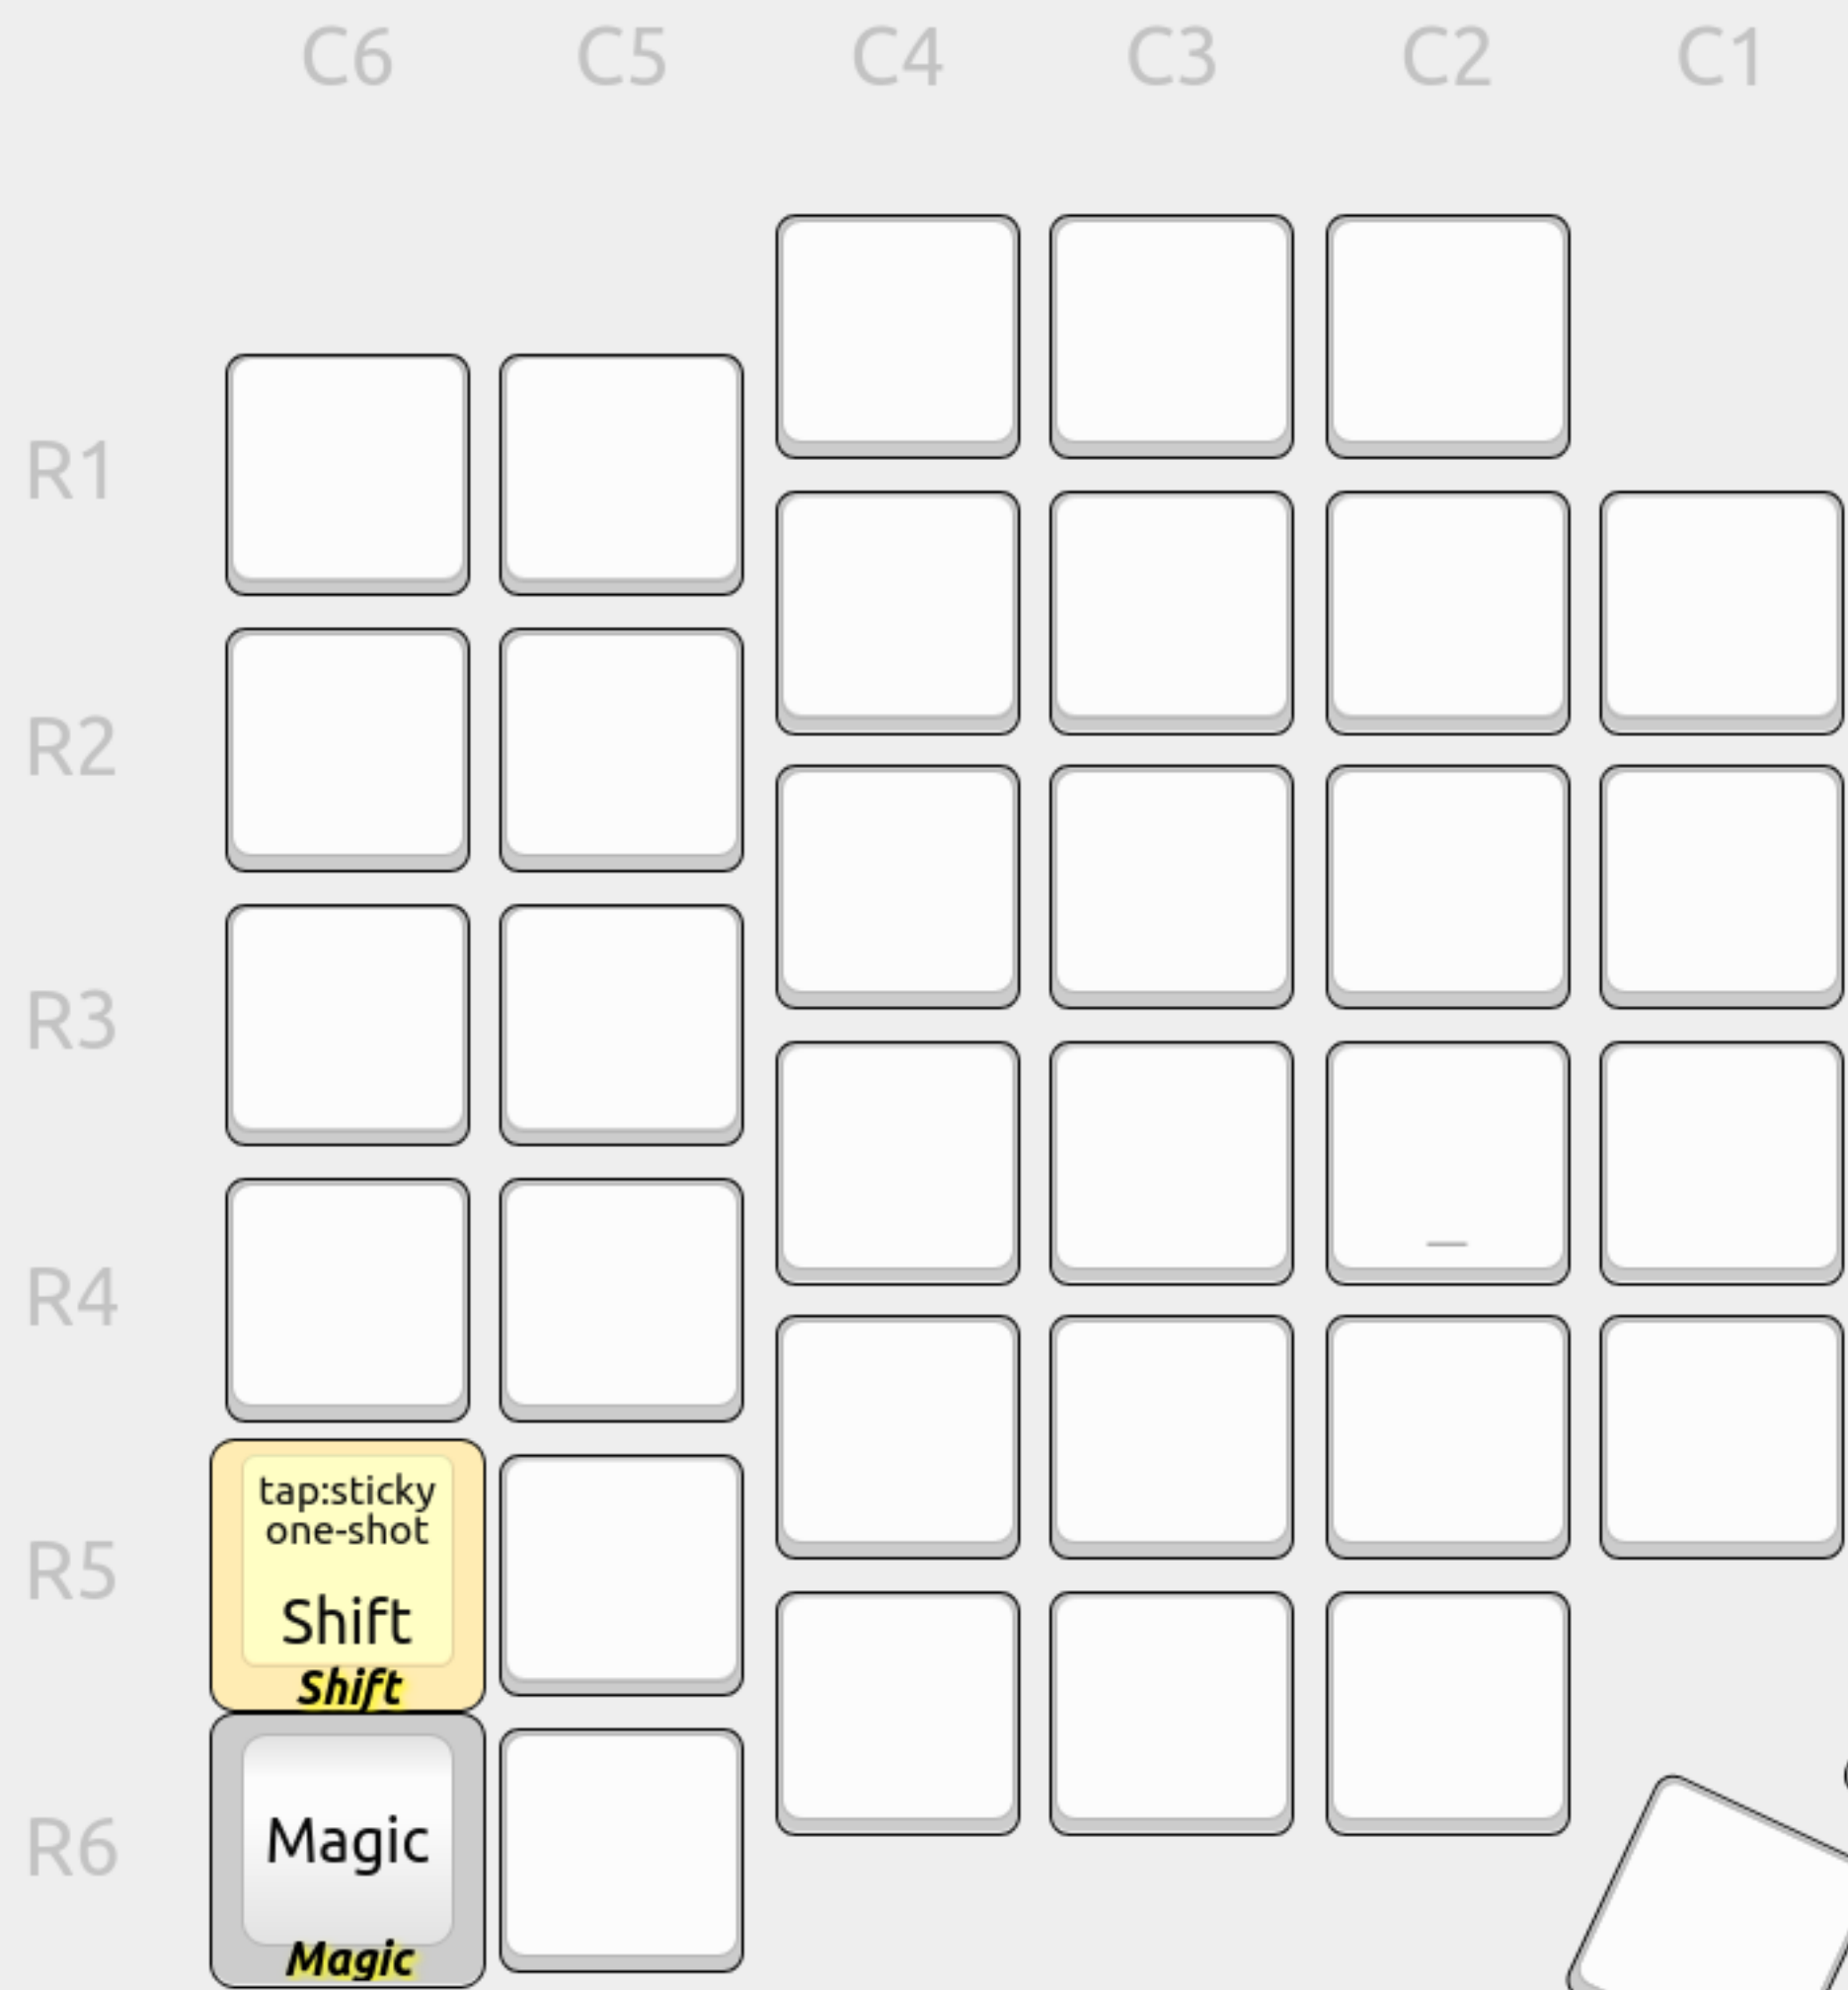 C6 C5 C4 C3 C2 C1
R1
R2
R3
R4
_
R5
tap:sticky
one-shot
Shift
Shift
R6
Magic
Magic